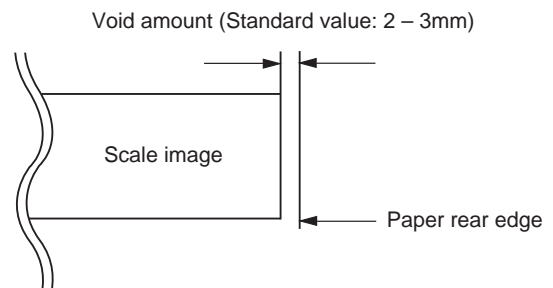 Void amount (Standard value: 2 – 3mm)
Scale image
Paper rear edge